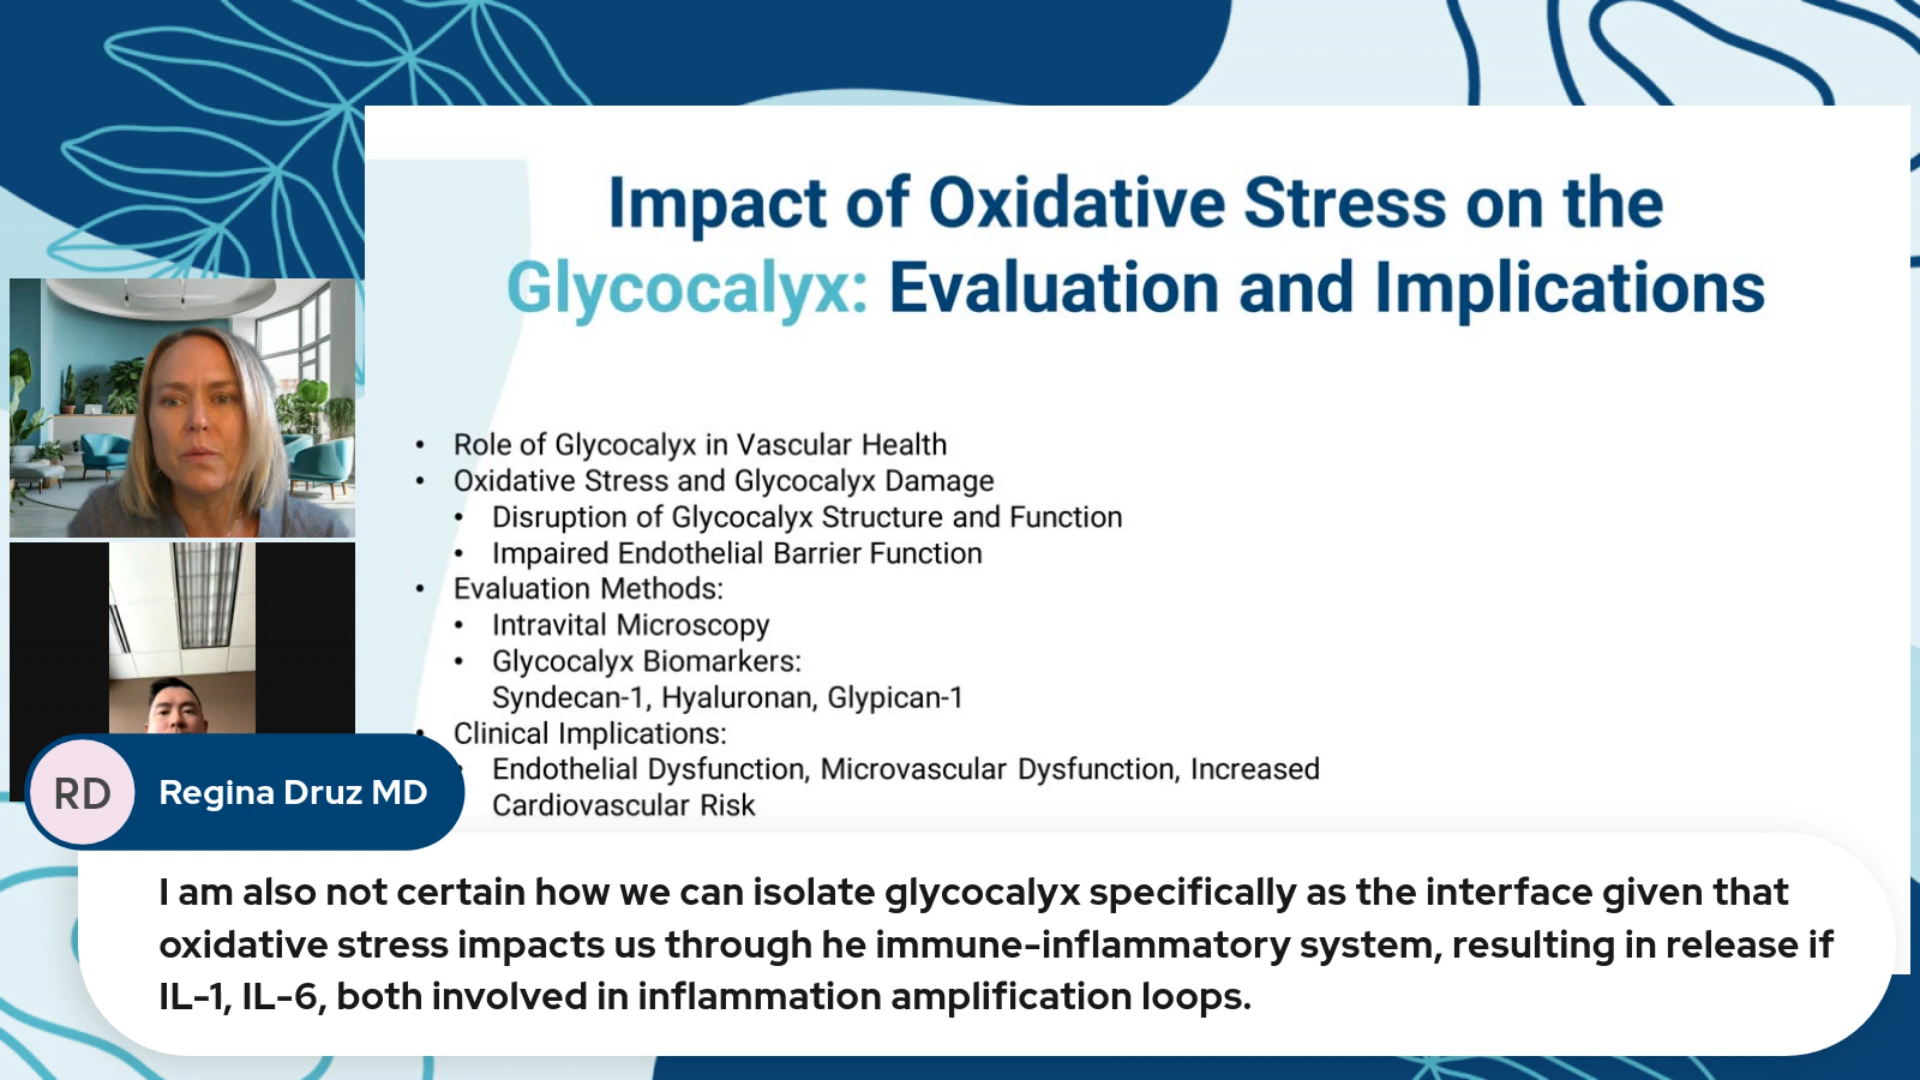 Impact of Oxidative Stress on the
Glycocalyx: Evaluation and Implications
• Role of Glycocalyx in Vascular Health
• Oxidative Stress and Glycocalyx Damage
• Disruption of Glycocalyx Structure and Function
• Impaired Endothelial Barrier Function
• Evaluation Methods:
• Intravital Microscopy
• Glycocalyx Biomarkers:
Syndecan-1, Hyaluronan, Glypican-1
• Clinical Implications:
• Endothelial Dysfunction, Microvascular Dysfunction, Increased
Cardiovascular Risk
RD Regina Druz MD
I am also not certain how we can isolate glycocalyx specifically as the interface given that
oxidative stress impacts us through he immune-inflammatory system, resulting in release if
IL-1, IL-6, both involved in inflammation amplification loops.